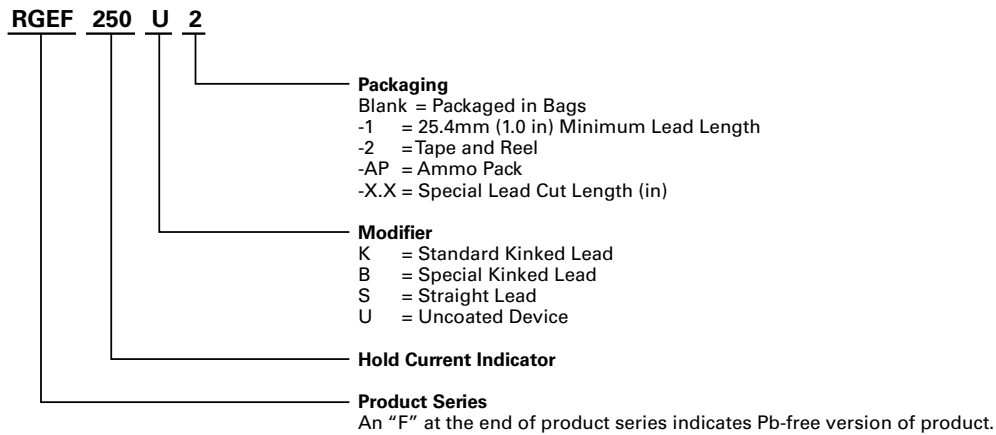 RGEF 250 U 2
Packaging
Blank = Packaged in Bags
-1 = 25.4mm (1.0 in) Minimum Lead Length
-2 =Tape and Reel
-AP = Ammo Pack
-X.X = Special Lead Cut Length (in)
Modifier
K = Standard Kinked Lead
B = Special Kinked Lead
S = Straight Lead
U = Uncoated Device
Hold Current Indicator
Product Series
An “F” at the end of product series indicates Pb-free version of product.